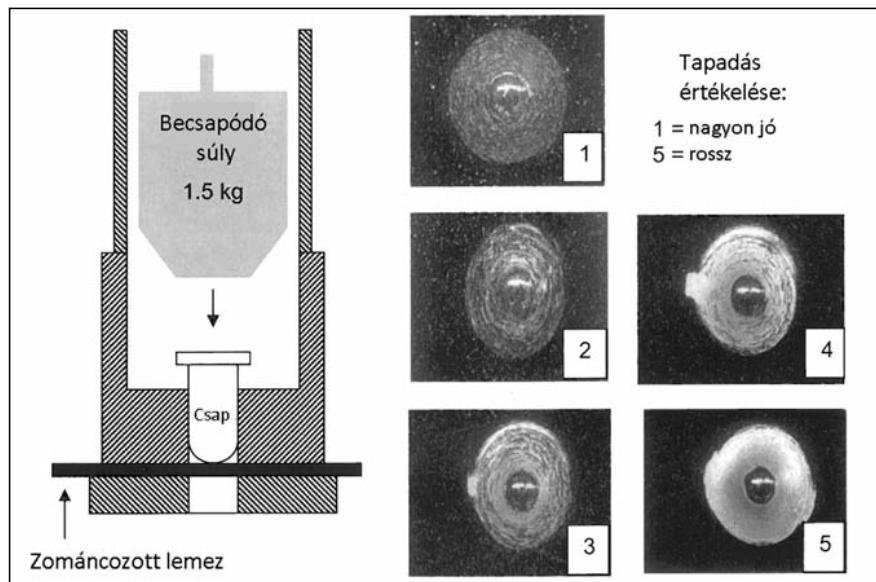 Becsapódó
súly
1.5 kg
Csap
Zománcozott lemez
Tapadás
értékelése:
1 = nagyon jó
5 = rossz
1
2
4
3
5